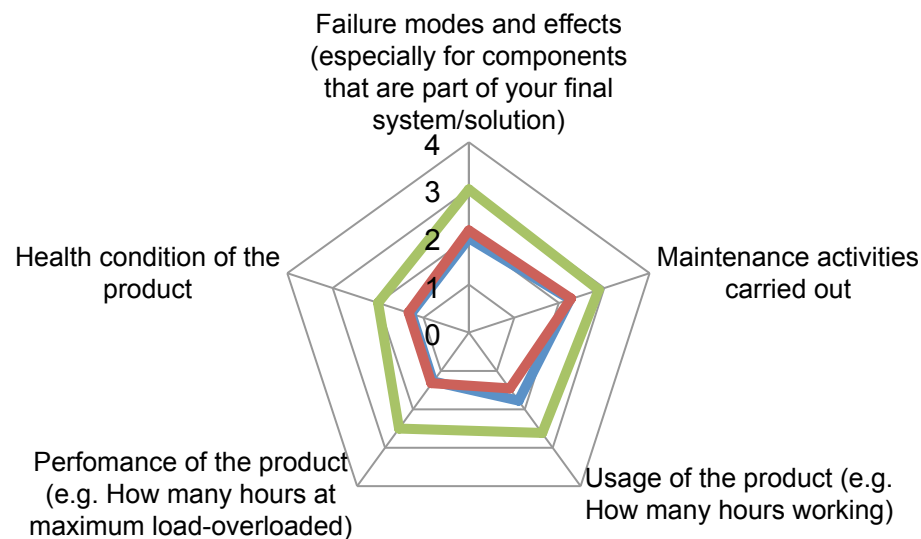 Failure modes and effects
(especially for components
that are part of your final
system/solution)
4
3
2
1
0
Health condition of the
product
Maintenance activities
carried out
Perfomance of the product
(e.g. How many hours at
maximum load-overloaded)
Usage of the product (e.g.
How many hours working)